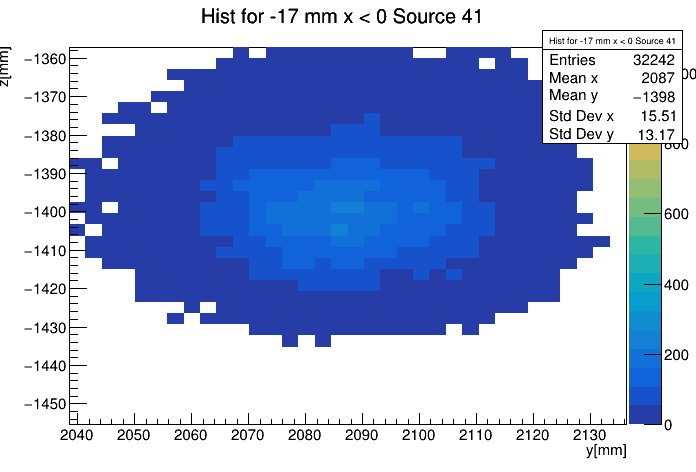 Hist for -17 mm x < 0 Source 41
Hist for -17 mm x < 0 Source 41
Entries 32242
Mean x 2087
Mean y −1398
Std Dev x 15.51
Std Dev y 13.17
z[mm]
−1360
−1370
−1380
−1390
−1400
−1410
−1420
−1430
−1440
−1450
2040 2050 2060 2070 2080 2090 2100 2110 2120 2130
y[mm]
800
600
400
200
0